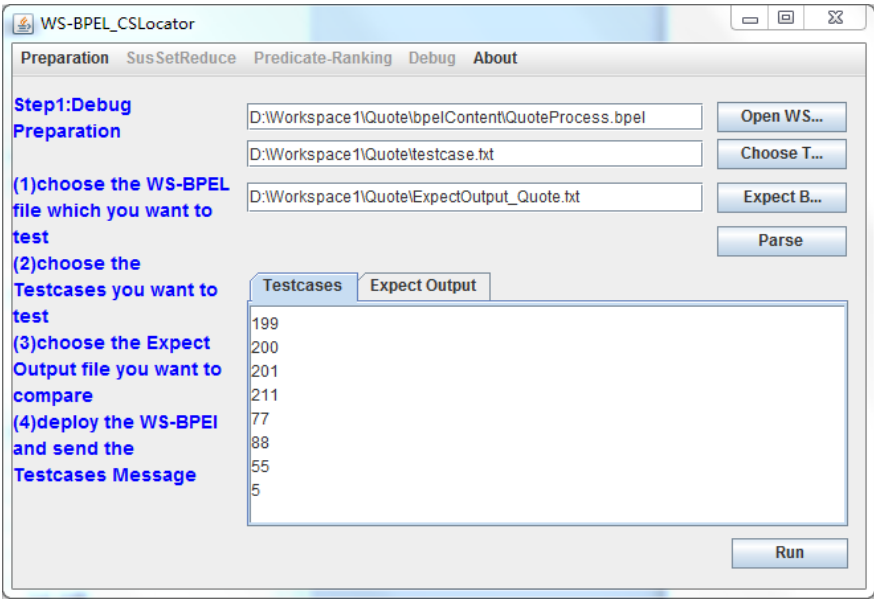 WS-BPEL_CSLocator
Preparation SusSetReduce Predicate-Ranking Debug About
Step1:Debug
Preparation
(1)choose the WS-BPEL
file which you want to
test
(2)choose the
Testcases you want to
test
(3)choose the Expect
Output file you want to
compare
(4)deploy the WS-BPEl
and send the
Testcases Message
D:\Workspace1\Quote\bpelContent\QuoteProcess.bpel
Open WS...
D:\Workspace1\Quote\testcase.txt
Choose T...
D:\Workspace1\Quote\ExpectOutput_Quote.txt
Expect B...
Parse
Testcases Expect Output
199
200
201
211
77
88
55
5
Run